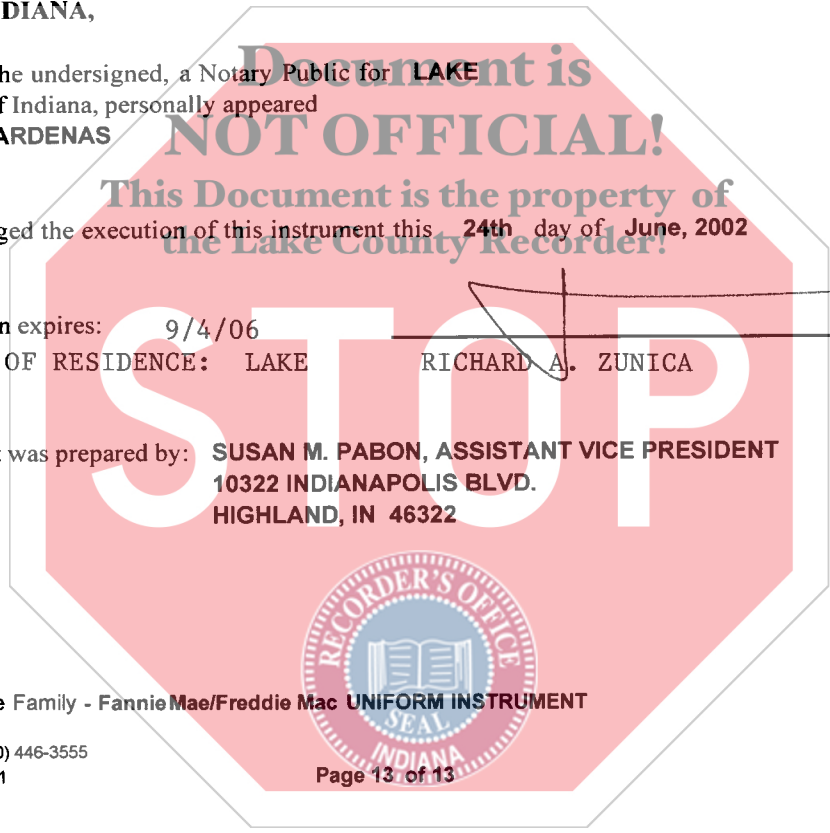 DIANA,
Document is
he undersigned, a Notary Public for LAKE
f Indiana, personally appeared
ARDENAS
NOT OFFICIAL!
This Document is the property of
ged the execution of this instrument this 24th day of June, 2002
the Lake County Recorder!
n expires: 9/4/06
OF RESIDENCE: LAKE RICHARD A. ZUNICA
STOP
t was prepared by: SUSAN M. PABON, ASSISTANT VICE PRESIDENT
10322 INDIANAPOLIS BLVD.
HIGHLAND, IN 46322
RECORDER'S OFFICE
SEAL
INDIANA
e Family - Fannie Mae/Freddie Mac UNIFORM INSTRUMENT
0) 446-3555
1 Page 13 of 13